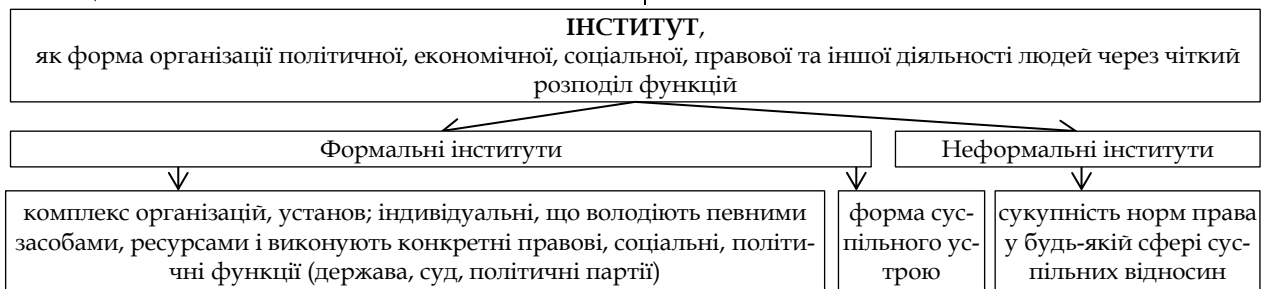 ІНСТИТУТ,
як форма організації політичної, економічної, соціальної, правової та іншої діяльності людей через чіткий
розподіл функцій
Формальні інститути
Неформальні інститути
комплекс організацій, установ; індивідуальні, що володіють певними
засобами, ресурсами і виконують конкретні правові, соціальні, політи-
чні функції (держава, суд, політичні партії)
форма сус-
пільного ус-
трою
сукупність норм права
у будь-якій сфері сус-
пільних відносин